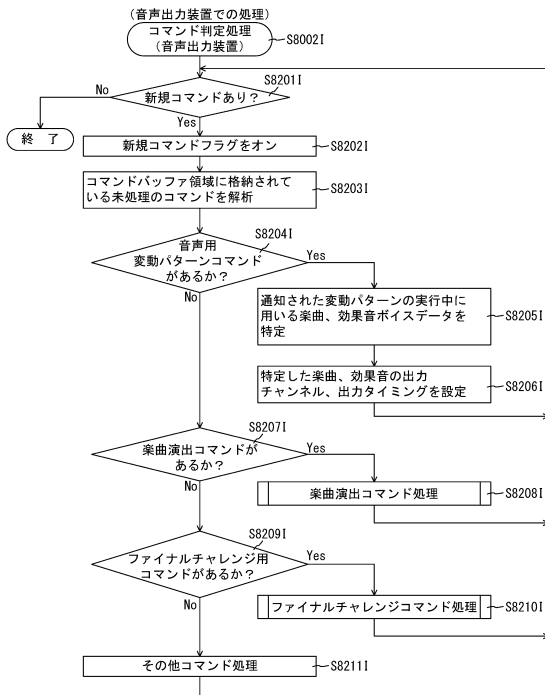 （音声出力装置での処理）
コマンド判定処理
（音声出力装置）
S8002I
S8201I
No
新規コマンドあり？
Yes
終　了
新規コマンドフラグをオン
S8202I
コマンドバッファ領域に格納されて
いる未処理のコマンドを解析
S8203I
S8204I
音声用
変動パターンコマンド
があるか？
Yes
No
通知された変動パターンの実行中に
用いる楽曲、効果音ボイスデータを
特定
S8205I
特定した楽曲、効果音の出力
チャンネル、出力タイミングを設定
S8206I
S8207I
楽曲演出コマンドが
あるか？
Yes
No
楽曲演出コマンド処理
S8208I
S8209I
ファイナルチャレンジ用
コマンドがあるか？
Yes
No
ファイナルチャレンジコマンド処理
S8210I
その他コマンド処理
S8211I